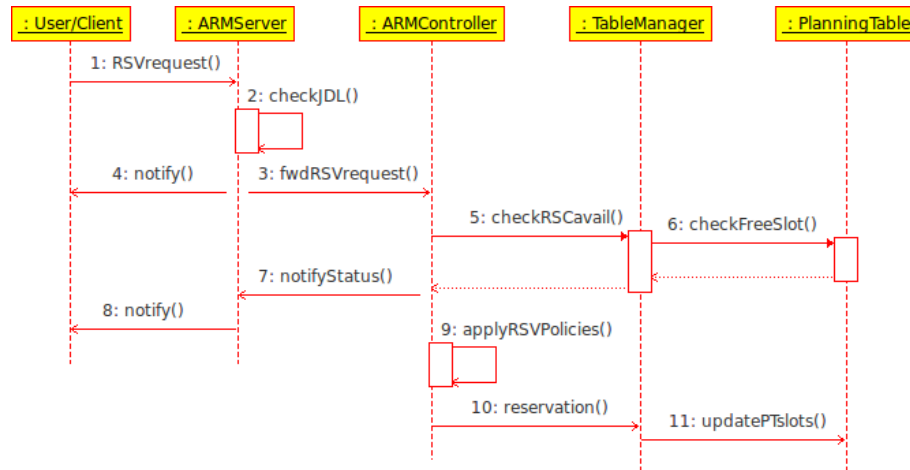 : User/Client
: ARMServer
: ARMController
: TableManager
: PlanningTable
1: RSVrequest()
2: checkJDL()
4: notify()
3: fwdRSVrequest()
5: checkRSCavail()
6: checkFreeSlot()
7: notifyStatus()
8: notify()
9: applyRSVPolicies()
10: reservation()
11: updatePTslots()